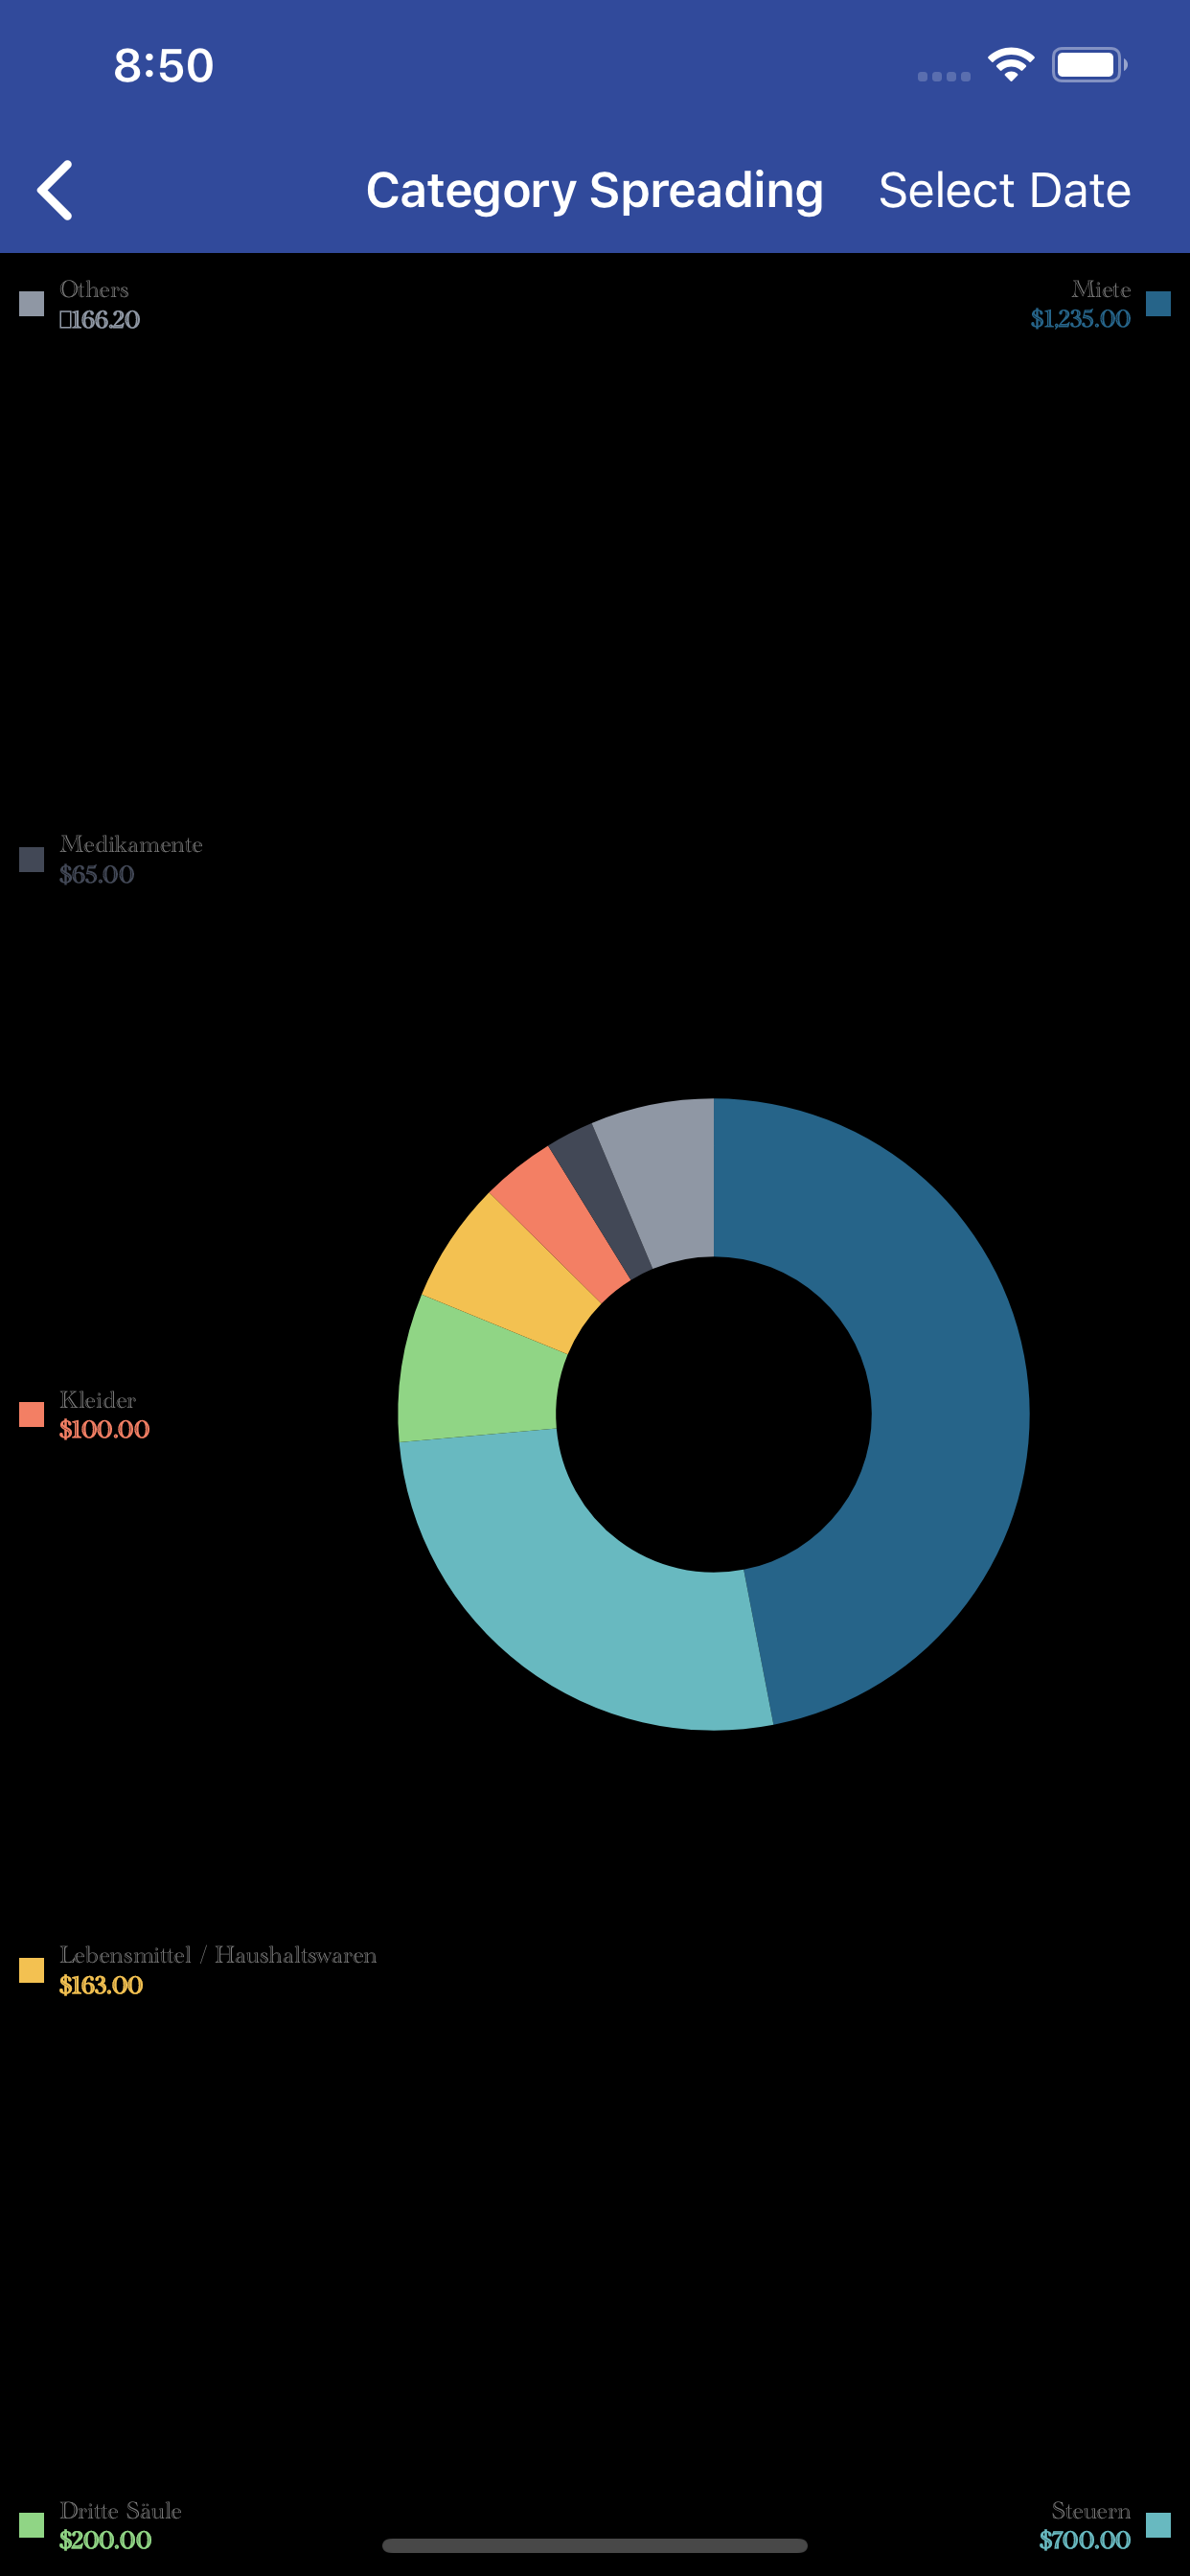 8:50
Category Spreading
Select Date
Others
▯166.20
Miete
$1,235.00
Medikamente
$65.00
Kleider
$100.00
Lebensmittel / Haushaltswaren
$163.00
Dritte Säule
$200.00
Steuern
$700.00